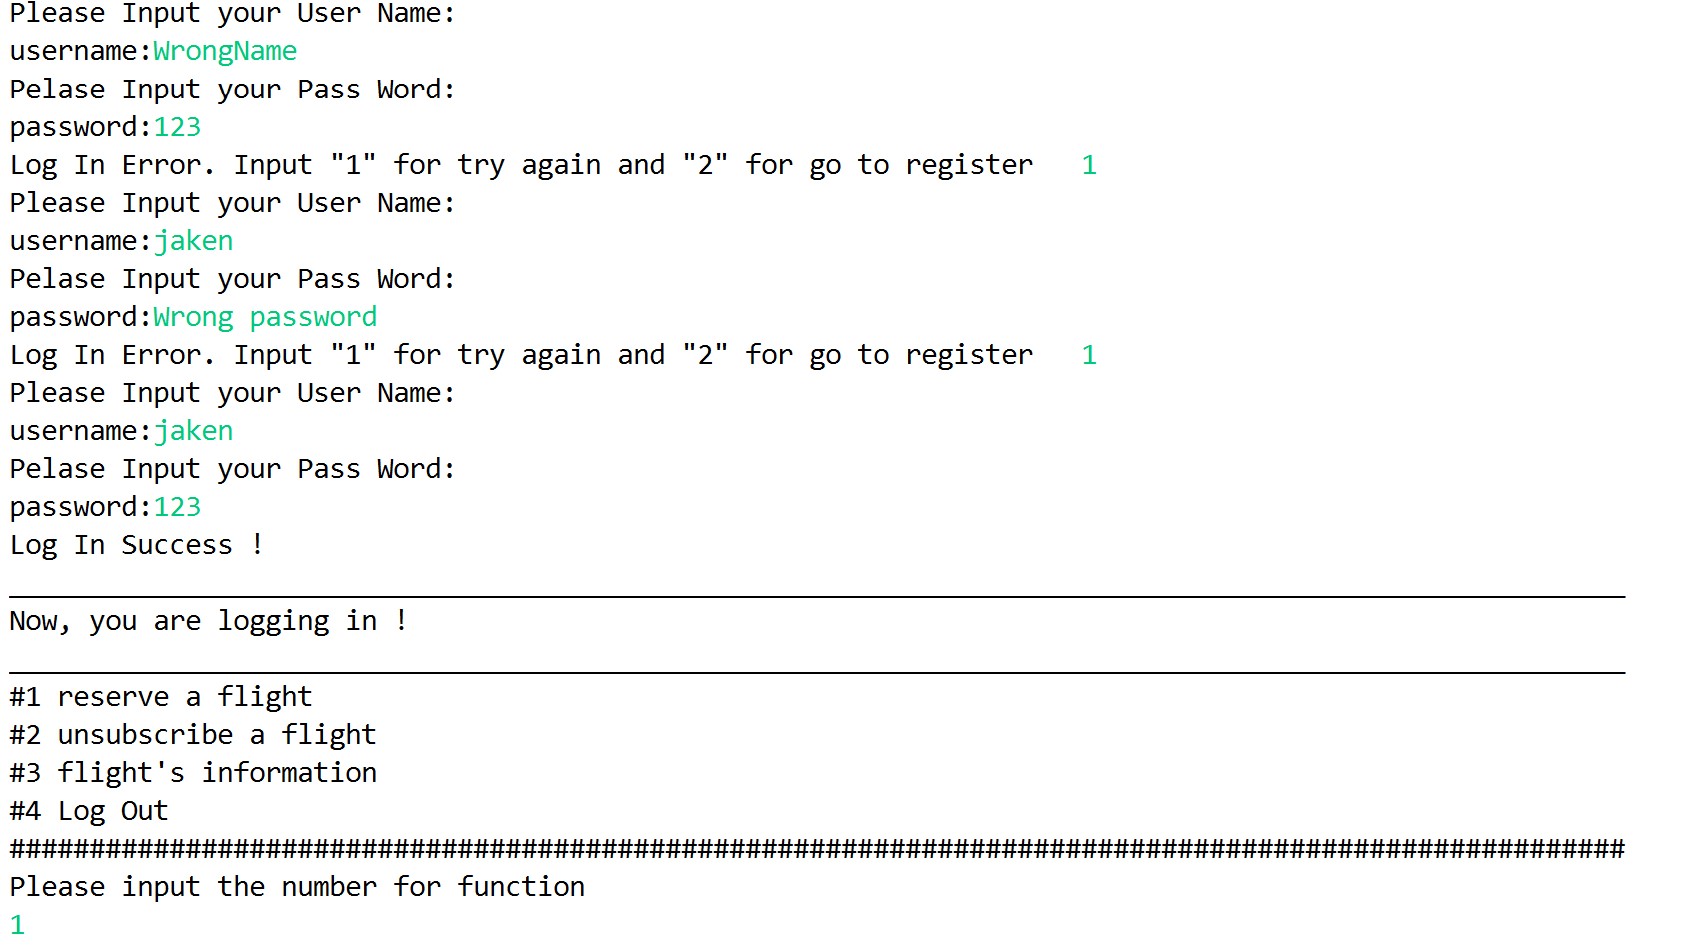 Please Input your User Name:
username:WrongName
Pelase Input your Pass Word:
password:123
Log In Error. Input "1" for try again and "2" for go to register   1
Please Input your User Name:
username:jaken
Pelase Input your Pass Word:
password:Wrong password
Log In Error. Input "1" for try again and "2" for go to register   1
Please Input your User Name:
username:jaken
Pelase Input your Pass Word:
password:123
Log In Success !
_____________________________________________________________________________________________________
Now, you are logging in !
_____________________________________________________________________________________________________
#1 reserve a flight
#2 unsubscribe a flight
#3 flight's information
#4 Log Out
#####################################################################################################
Please input the number for function
1